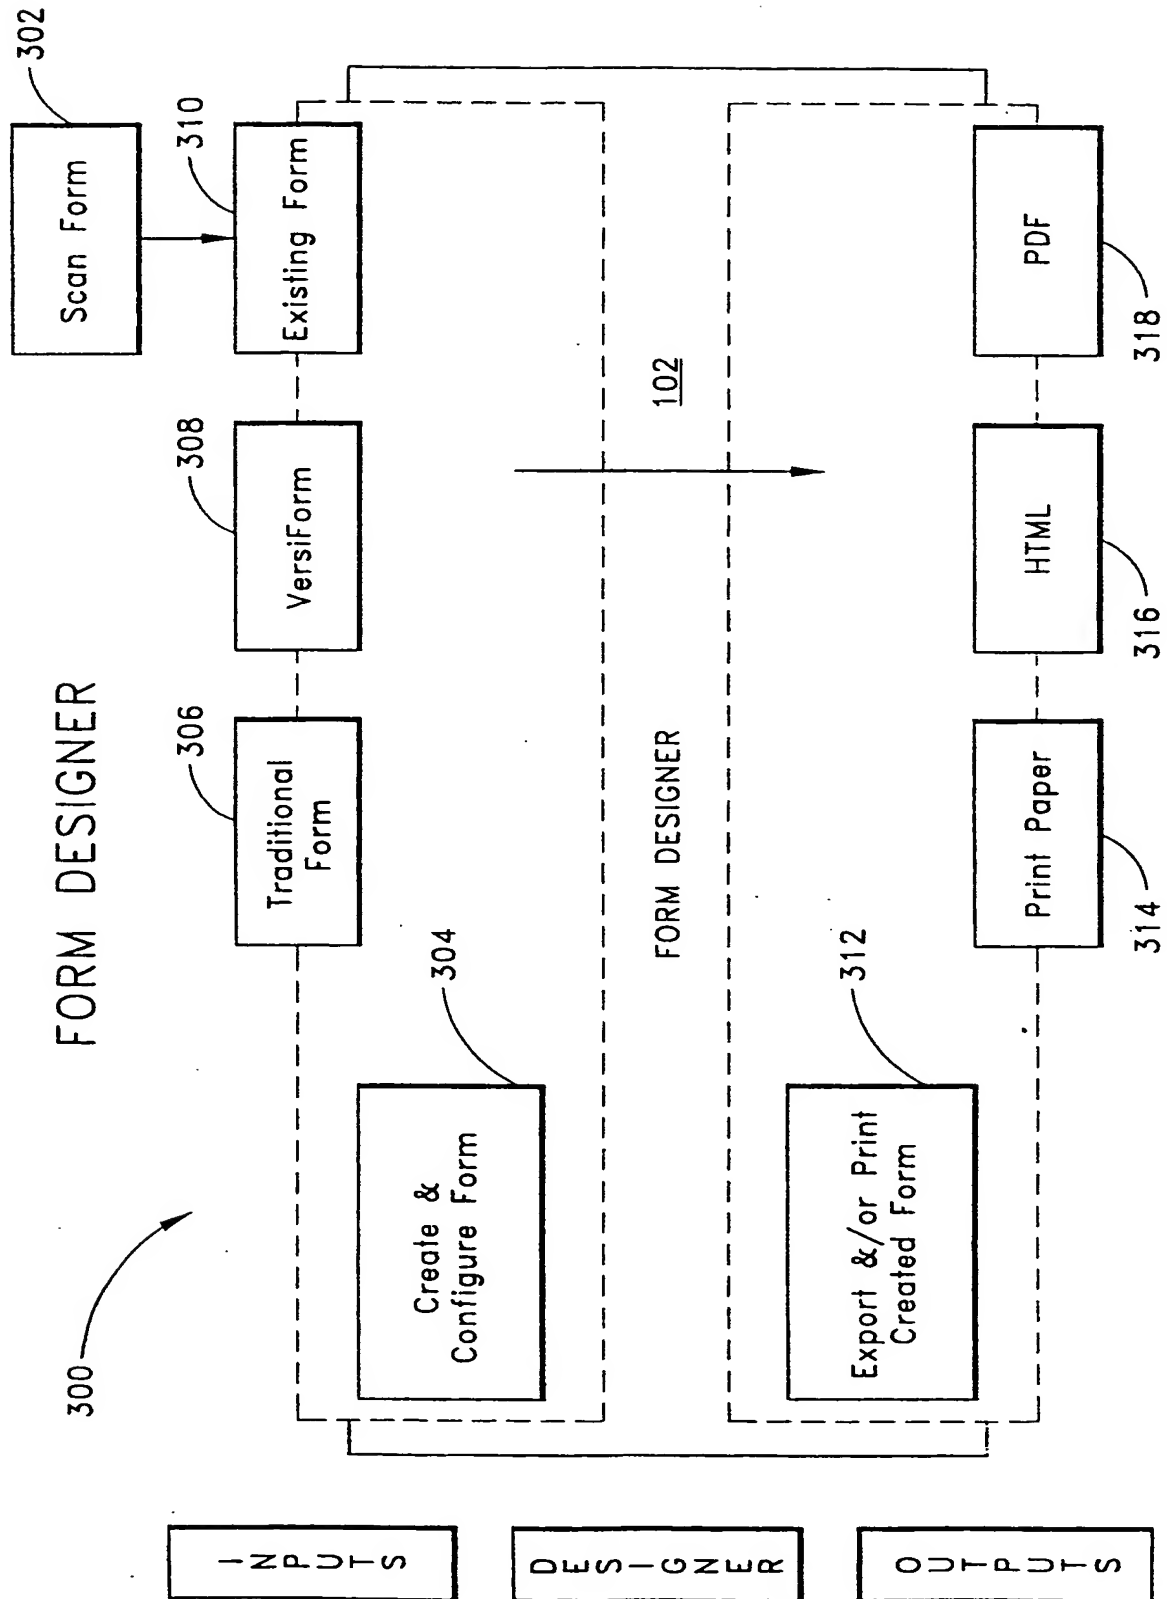 FORM DESIGNER
300
302
Scan Form
306
308
310
Traditional
Form
VersiForm
Existing Form
INPUTS
304
Create &
Configure Form
DESIGNER
FORM DESIGNER
102
312
Export &/or Print
Created Form
OUTPUTS
Print Paper
HTML
PDF
314
316
318